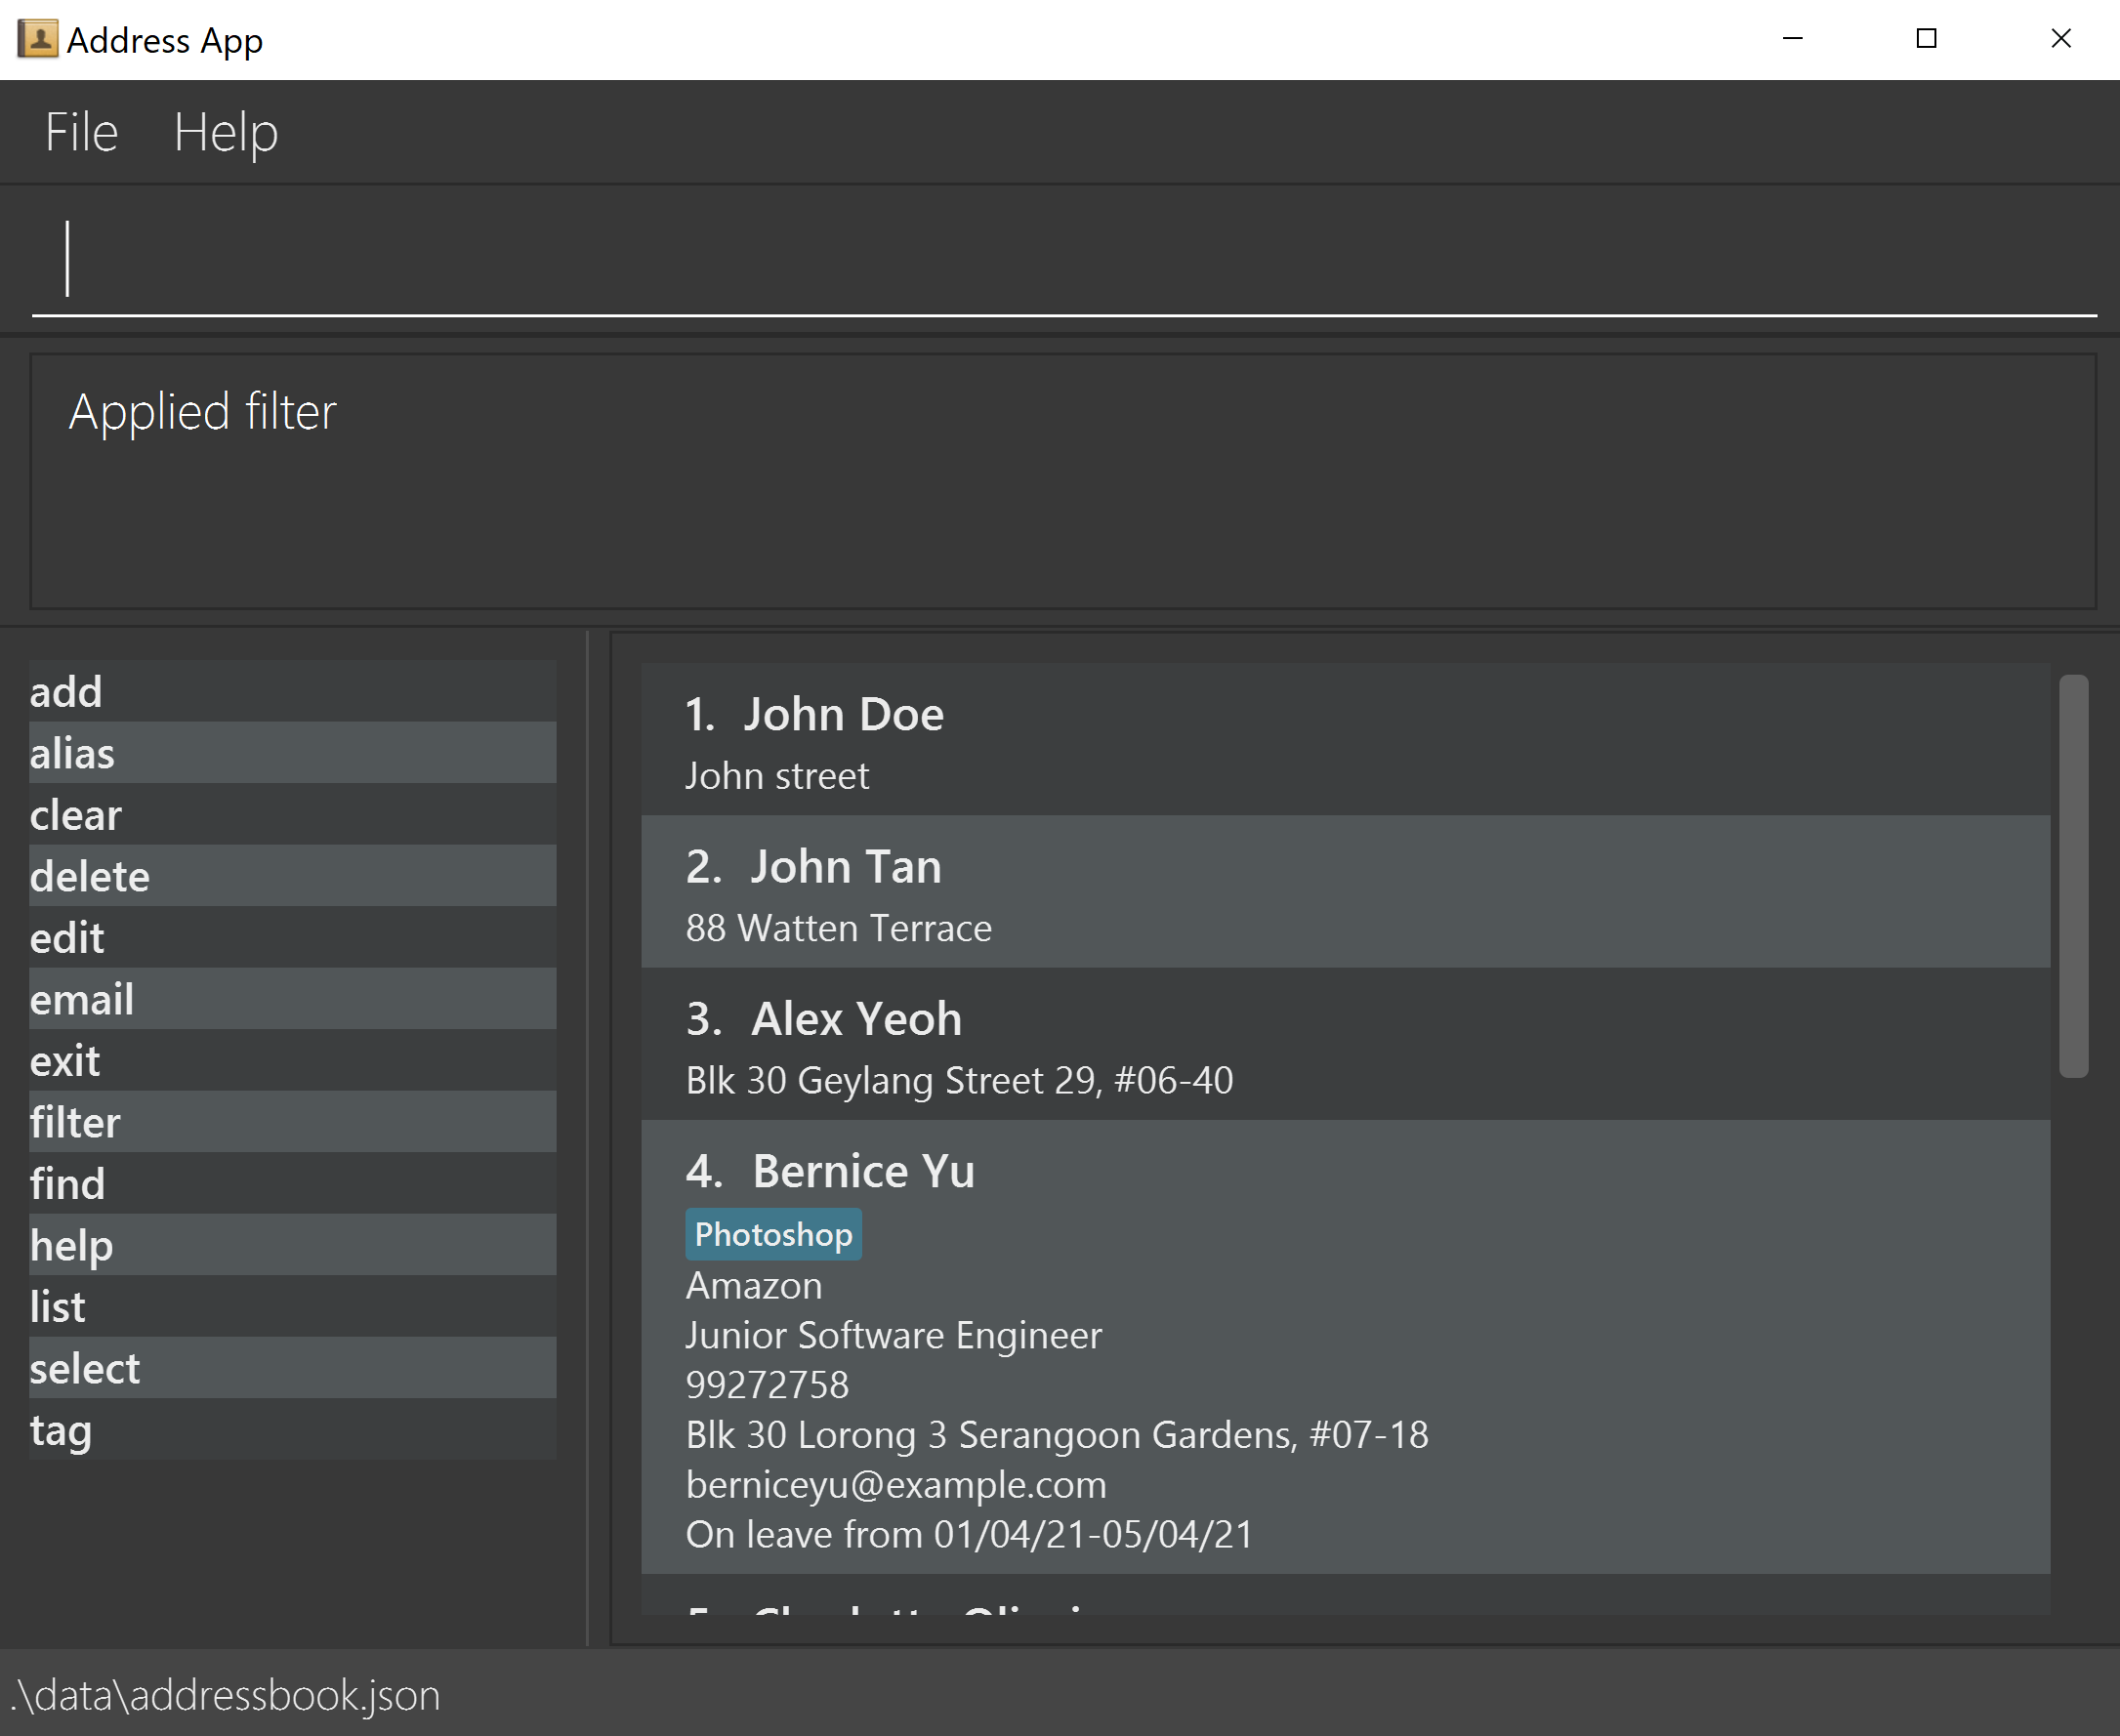 Address App
File Help
Applied filter
add
alias
clear
delete
edit
email
exit
filter
find
help
list
select
tag
1. John Doe
John street
2. John Tan
88 Watten Terrace
3. Alex Yeoh
Blk 30 Geylang Street 29, #06-40
4. Bernice Yu
Photoshop
Amazon
Junior Software Engineer
99272758
Blk 30 Lorong 3 Serangoon Gardens, #07-18
berniceyu@example.com
On leave from 01/04/21-05/04/21
.\data\addressbook.json